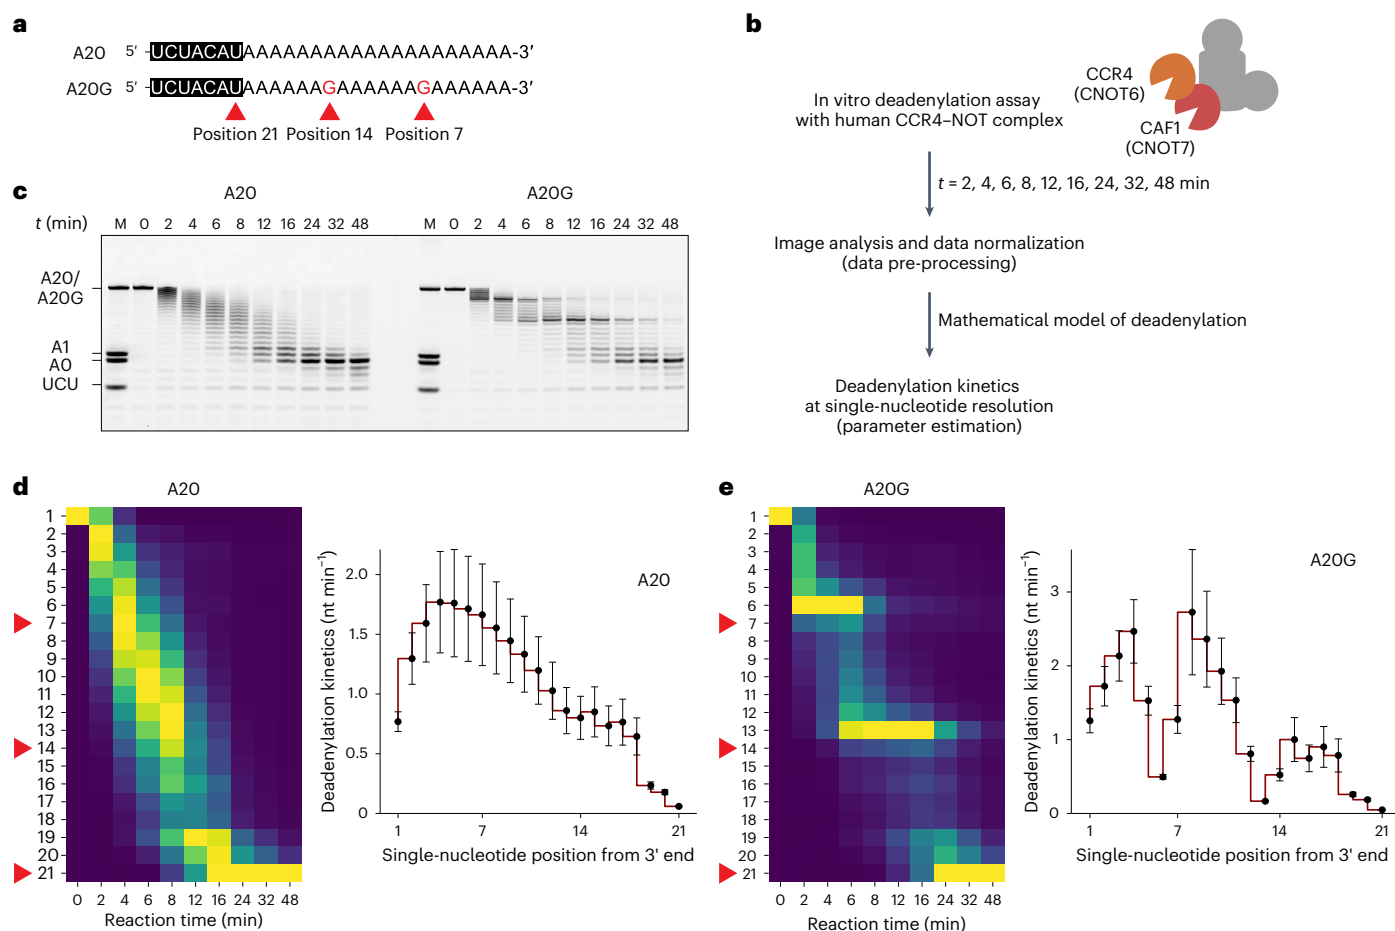 a
A20 5′ -UCUACAUAAAAAAAAAAAAAAAAAAAA-3′
A20G 5′ -UCUACAUAAAAAAGAAAAAAGAAAAAA-3′
Position 21 Position 14 Position 7
b
CCR4
(CNOT6)
CAF1
(CNOT7)
In vitro deadenylation assay
with human CCR4–NOT complex
t = 2, 4, 6, 8, 12, 16, 24, 32, 48 min
Image analysis and data normalization
(data pre-processing)
Mathematical model of deadenylation
Deadenylation kinetics
at single-nucleotide resolution
(parameter estimation)
c
A20 A20G
t (min) M 0 2 4 6 8 12 16 24 32 48 M 0 2 4 6 8 12 16 24 32 48
A20/
A20G
A1
A0
UCU
d
A20
1
2
3
4
5
6
7
8
9
10
11
12
13
14
15
16
17
18
19
20
21
0 2 4 6 8 12 16 24 32 48
Reaction time (min)
A20
Deadenylation kinetics (nt min⁻¹)
2.0
1.5
1.0
0.5
0
1 7 14 21
Single-nucleotide position from 3′ end
e
A20G
1
2
3
4
5
6
7
8
9
10
11
12
13
14
15
16
17
18
19
20
21
0 2 4 6 8 12 16 24 32 48
Reaction time (min)
A20G
Deadenylation kinetics (nt min⁻¹)
3
2
1
0
1 7 14 21
Single-nucleotide position from 3′ end